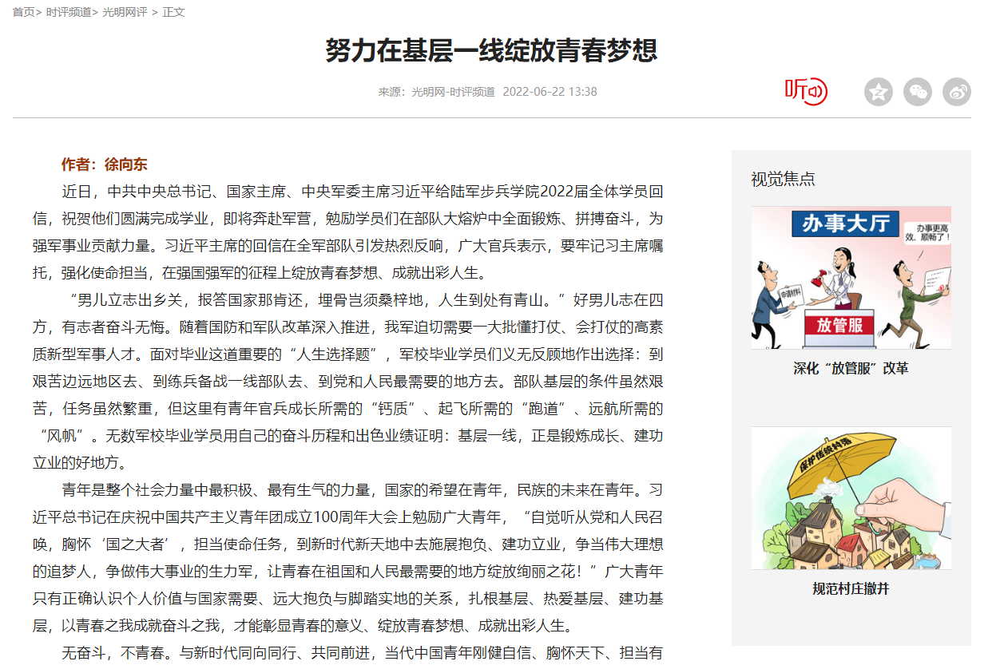 首页> 时评频道> 光明网评 > 正文
努力在基层一线绽放青春梦想
来源：光明网-时评频道 2022-06-22 13:38
听
作者：徐向东
近日，中共中央总书记、国家主席、中央军委主席习近平给陆军步兵学院2022届全体学员回
信，祝贺他们圆满完成学业，即将奔赴军营，勉励学员们在部队大熔炉中全面锻炼、拼搏奋斗，为
强军事业贡献力量。习近平主席的回信在全军部队引发热烈反响，广大官兵表示，要牢记习主席嘱
托，强化使命担当，在强国强军的征程上绽放青春梦想、成就出彩人生。
“男儿立志出乡关，报答国家那肯还，埋骨岂须桑梓地，人生到处有青山。”好男儿志在四
方，有志者奋斗无悔。随着国防和军队改革深入推进，我军迫切需要一大批懂打仗、会打仗的高素
质新型军事人才。面对毕业这道重要的“人生选择题”，军校毕业学员们义无反顾地作出选择：到
艰苦边远地区去、到练兵备战一线部队去、到党和人民最需要的地方去。部队基层的条件虽然艰
苦，任务虽然繁重，但这里有青年官兵成长所需的“钙质”、起飞所需的“跑道”、远航所需的
“风帆”。无数军校毕业学员用自己的奋斗历程和出色业绩证明：基层一线，正是锻炼成长、建功
立业的好地方。
青年是整个社会力量中最积极、最有生气的力量，国家的希望在青年，民族的未来在青年。习
近平总书记在庆祝中国共产主义青年团成立100周年大会上勉励广大青年，“自觉听从党和人民召
唤，胸怀‘国之大者’，担当使命任务，到新时代新天地中去施展抱负、建功立业，争当伟大理想
的追梦人，争做伟大事业的生力军，让青春在祖国和人民最需要的地方绽放绚丽之花！”广大青年
只有正确认识个人价值与国家需要、远大抱负与脚踏实地的关系，扎根基层、热爱基层、建功基
层，以青春之我成就奋斗之我，才能彰显青春的意义、绽放青春梦想、成就出彩人生。
无奋斗，不青春。与新时代同向同行、共同前进，当代中国青年刚健自信、胸怀天下、担当有
视觉焦点
办事大厅
办事更高
效、顺畅了！
申请材料
放管服
深化“放管服”改革
保护传统村落
规范村庄撤并